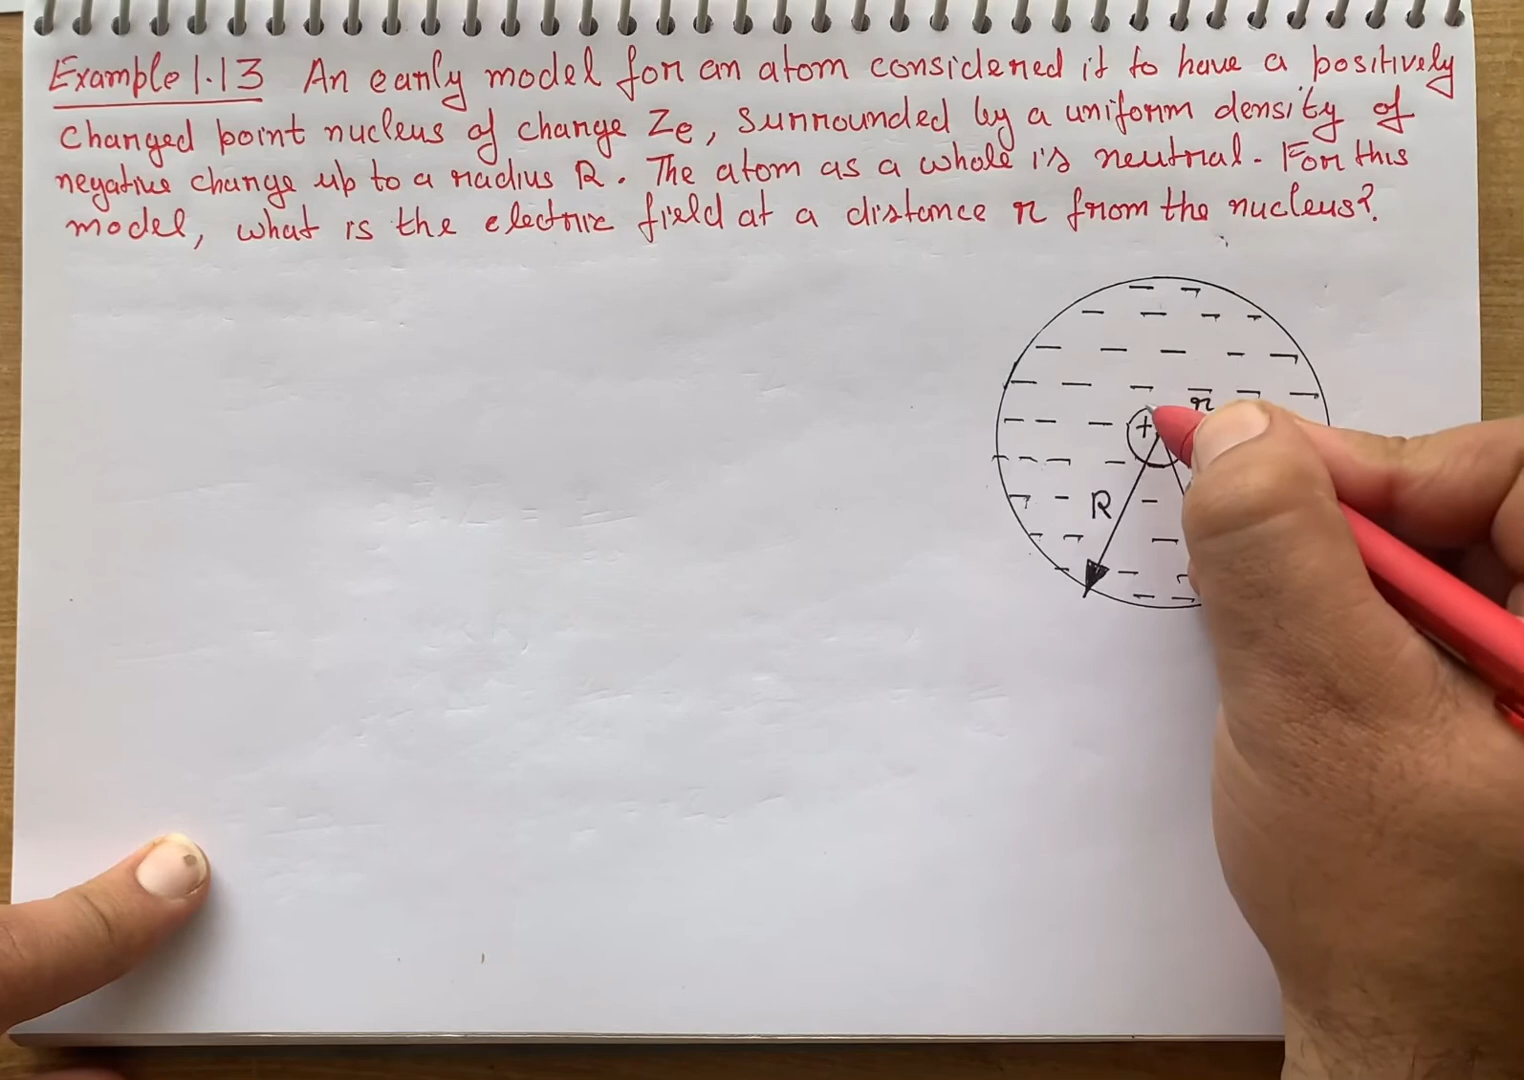 Example 1.13 An early model for an atom considered it to have a positively
charged point nucleus of charge Ze, surrounded by a uniform density of
negative charge up to a radius R. The atom as a whole is neutral. For this
model, what is the electric field at a distance r from the nucleus?
r
+
R